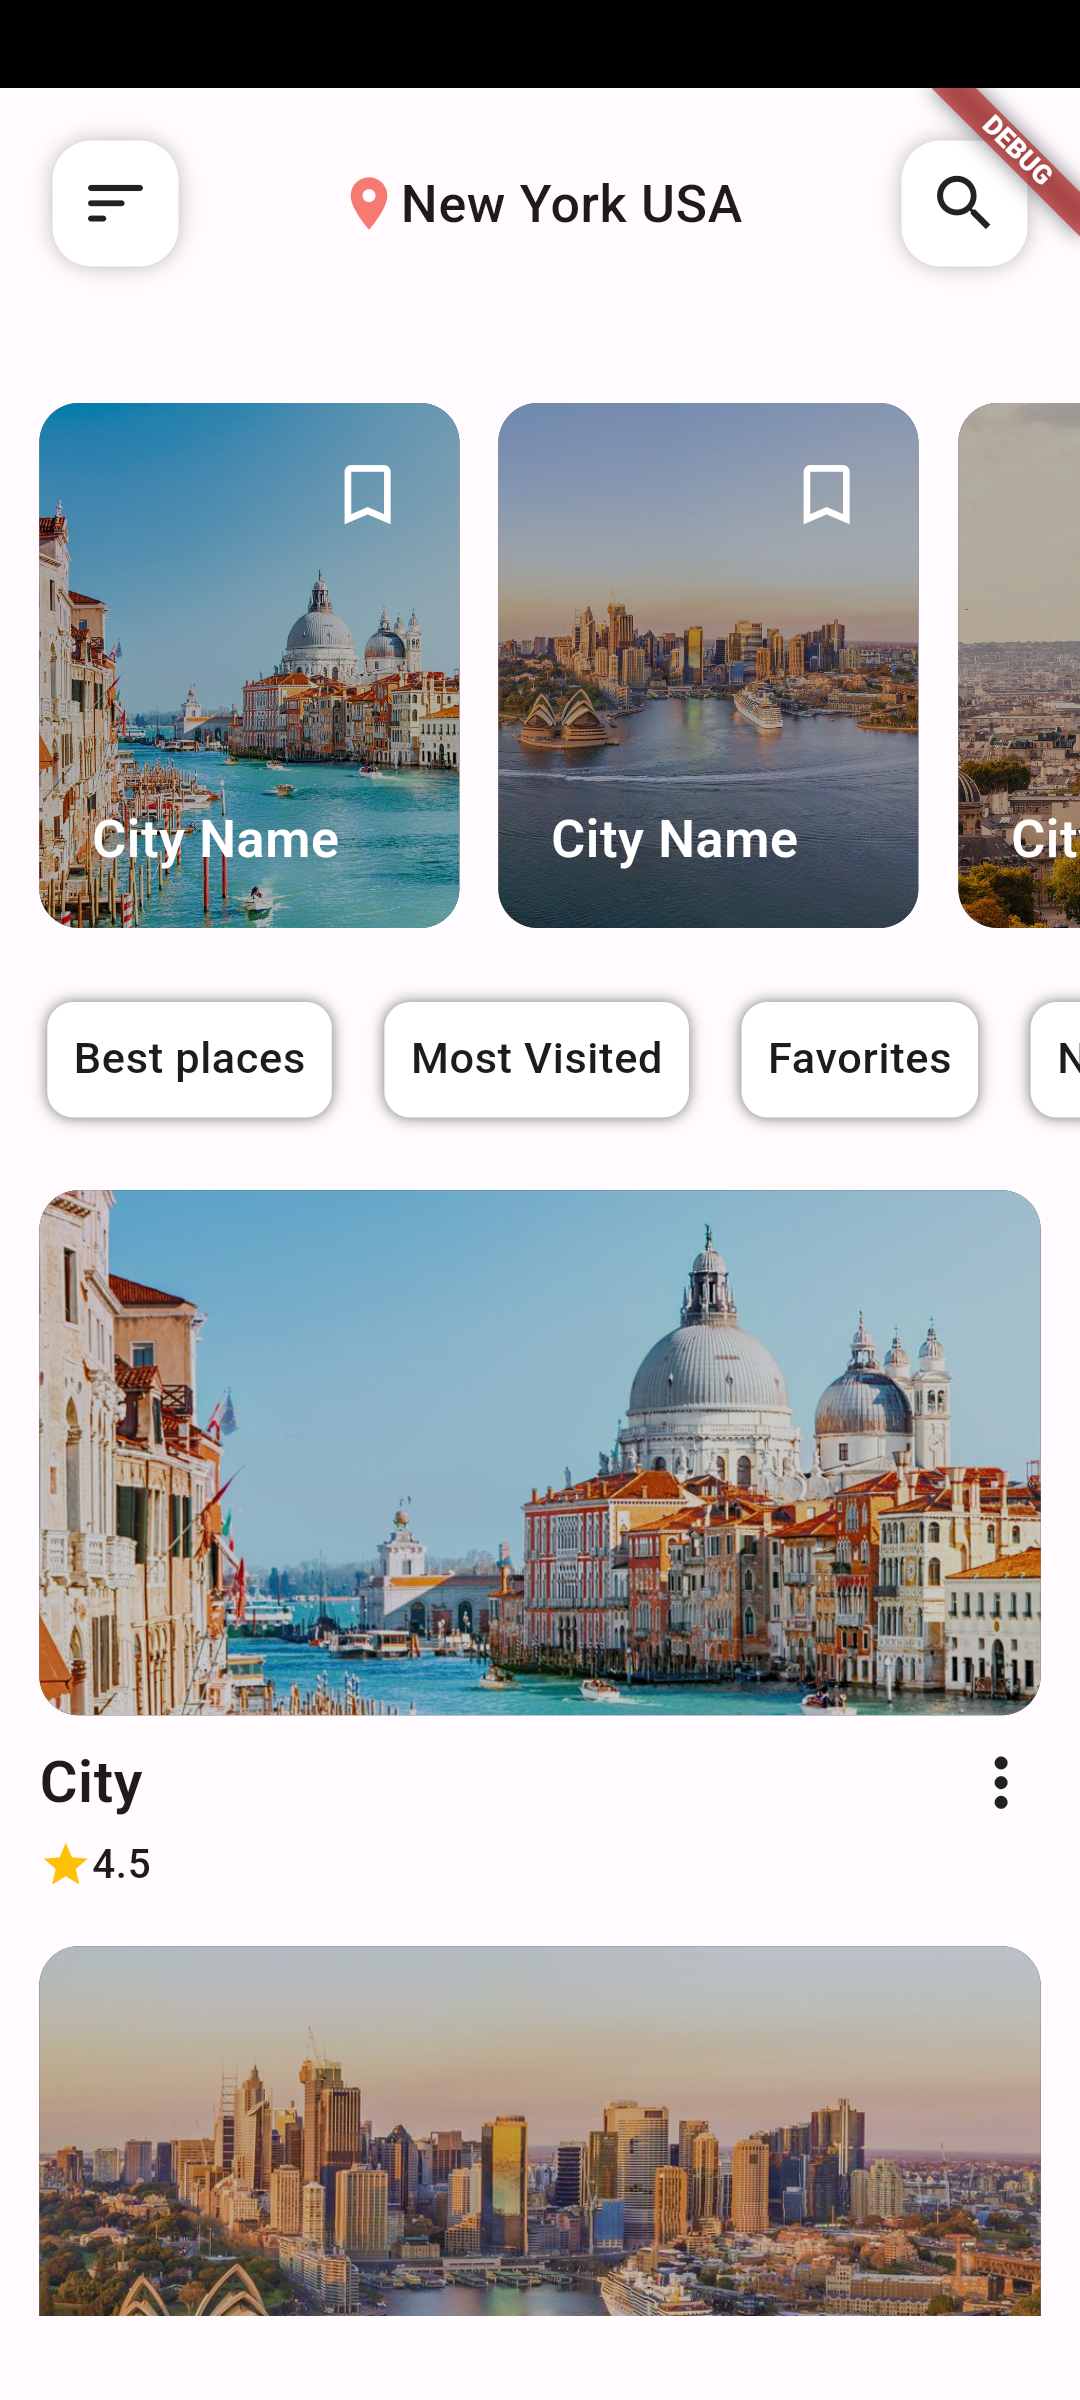 DEBUG
New York USA
City Name
City Name
Cit
Best places
Most Visited
Favorites
N
City
4.5